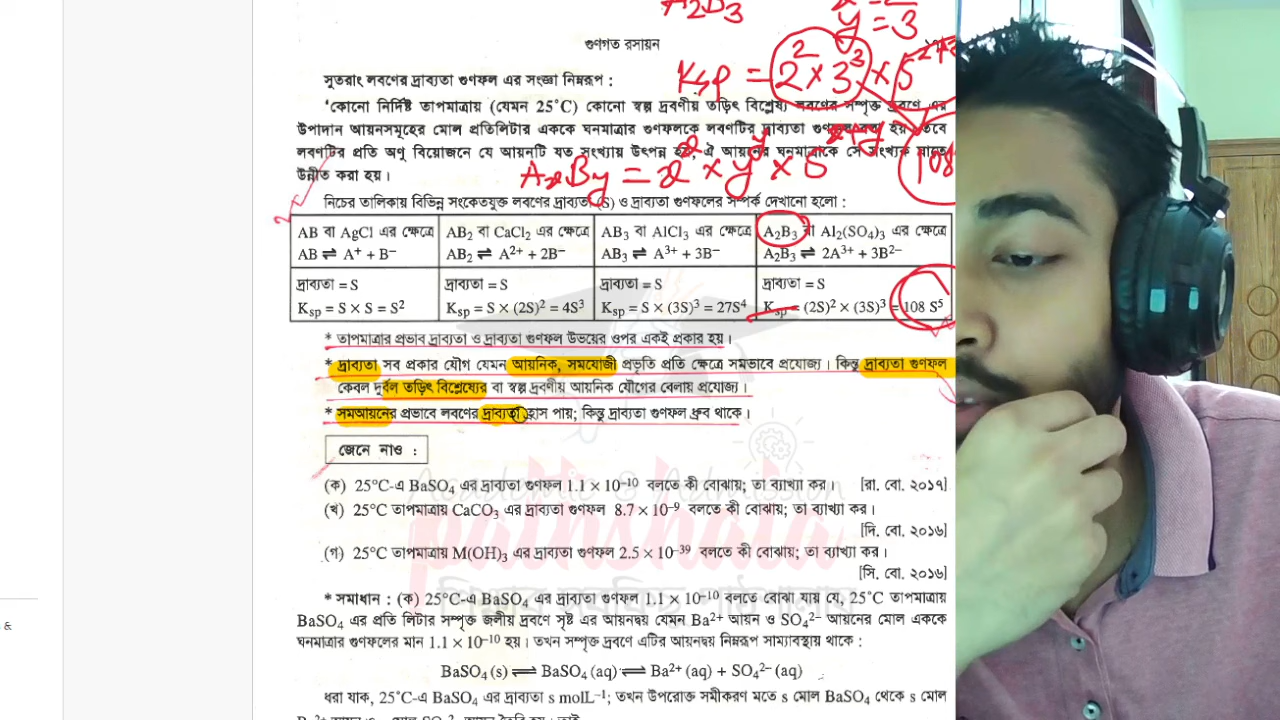 A₂B₃
y = 3
Ksp = 2² × 3³ × S
গুণগত রসায়ন
সুতরাং লবণের দ্রাব্যতা গুণফল এর সংজ্ঞা নিম্নরূপ :
'কোনো নির্দিষ্ট তাপমাত্রায় (যেমন 25°C) কোনো স্বল্প দ্রবণীয় তড়িৎ বিশ্লেষ্য লবণের সম্পৃক্ত দ্রবণে এর
উপাদান আয়নসমূহের মোল প্রতিলিটার এককে ঘনমাত্রার গুণফলকে লবণটির দ্রাব্যতা
লবণটির প্রতি অণু বিয়োজনে যে আয়নটি যত সংখ্যায় উৎপন্ন হয়, ঐ আয়নের ঘনমাত্রাকে সে সংখ্যক ঘাতে
উন্নীত করা হয়।
AxBy = x² × y^y × S^x+y
108
নিচের তালিকায় বিভিন্ন সংকেতযুক্ত লবণের দ্রাব্যতা (S) ও দ্রাব্যতা গুণফলের সম্পর্ক দেখানো হলো :
AB বা AgCl এর ক্ষেত্রে AB₂ বা CaCl₂ এর ক্ষেত্রে AB₃ বা AlCl₃ এর ক্ষেত্রে A₂B₃ বা Al₂(SO₄)₃ এর ক্ষেত্রে
AB ⇌ A⁺ + B⁻ AB₂ ⇌ A²⁺ + 2B⁻ AB₃ ⇌ A³⁺ + 3B⁻ A₂B₃ ⇌ 2A³⁺ + 3B²⁻
দ্রাব্যতা = S দ্রাব্যতা = S দ্রাব্যতা = S দ্রাব্যতা = S
Ksp = S × S = S² Ksp = S × (2S)² = 4S³ Ksp = S × (3S)³ = 27S⁴ Ksp = (2S)² × (3S)³ = 108 S⁵
* তাপমাত্রার প্রভাব দ্রাব্যতা ও দ্রাব্যতা গুণফল উভয়ের ওপর একই প্রকার হয়।
* দ্রাব্যতা সব প্রকার যৌগ যেমন আয়নিক, সমযোজী প্রভৃতি প্রতি ক্ষেত্রে সমভাবে প্রযোজ্য। কিন্তু দ্রাব্যতা গুণফল
কেবল দুর্বল তড়িৎ বিশ্লেষ্যের বা স্বল্প দ্রবণীয় আয়নিক যৌগের বেলায় প্রযোজ্য।
* সমআয়নের প্রভাবে লবণের দ্রাব্যতা হ্রাস পায়; কিন্তু দ্রাব্যতা গুণফল ধ্রুব থাকে।
জেনে নাও :
(ক) 25°C-এ BaSO₄ এর দ্রাব্যতা গুণফল 1.1 × 10⁻¹⁰ বলতে কী বোঝায়; তা ব্যাখ্যা কর। [রা. বো. ২০১৭]
(খ) 25°C তাপমাত্রায় CaCO₃ এর দ্রাব্যতা গুণফল 8.7 × 10⁻⁹ বলতে কী বোঝায়; তা ব্যাখ্যা কর।
[দি. বো. ২০১৬]
(গ) 25°C তাপমাত্রায় M(OH)₃ এর দ্রাব্যতা গুণফল 2.5 × 10⁻³⁹ বলতে কী বোঝায়; তা ব্যাখ্যা কর।
[সি. বো. ২০১৬]
Academic & Admission
pathshala
* সমাধান : (ক) 25°C-এ BaSO₄ এর দ্রাব্যতা গুণফল 1.1 × 10⁻¹⁰ বলতে বোঝা যায় যে, 25°C তাপমাত্রায়
BaSO₄ এর প্রতি লিটার সম্পৃক্ত জলীয় দ্রবণে সৃষ্ট এর আয়নদ্বয় যেমন Ba²⁺ আয়ন ও SO₄²⁻ আয়নের মোল এককে
ঘনমাত্রার গুণফলের মান 1.1 × 10⁻¹⁰ হয়। তখন সম্পৃক্ত দ্রবণে এটির আয়নদ্বয় নিম্নরূপ সাম্যাবস্থায় থাকে :
BaSO₄ (s) ⇌ BaSO₄ (aq) ⇌ Ba²⁺ (aq) + SO₄²⁻ (aq)
ধরা যাক, 25°C-এ BaSO₄ এর দ্রাব্যতা s molL⁻¹; তখন উপরোক্ত সমীকরণ মতে s মোল BaSO₄ থেকে s মোল
&